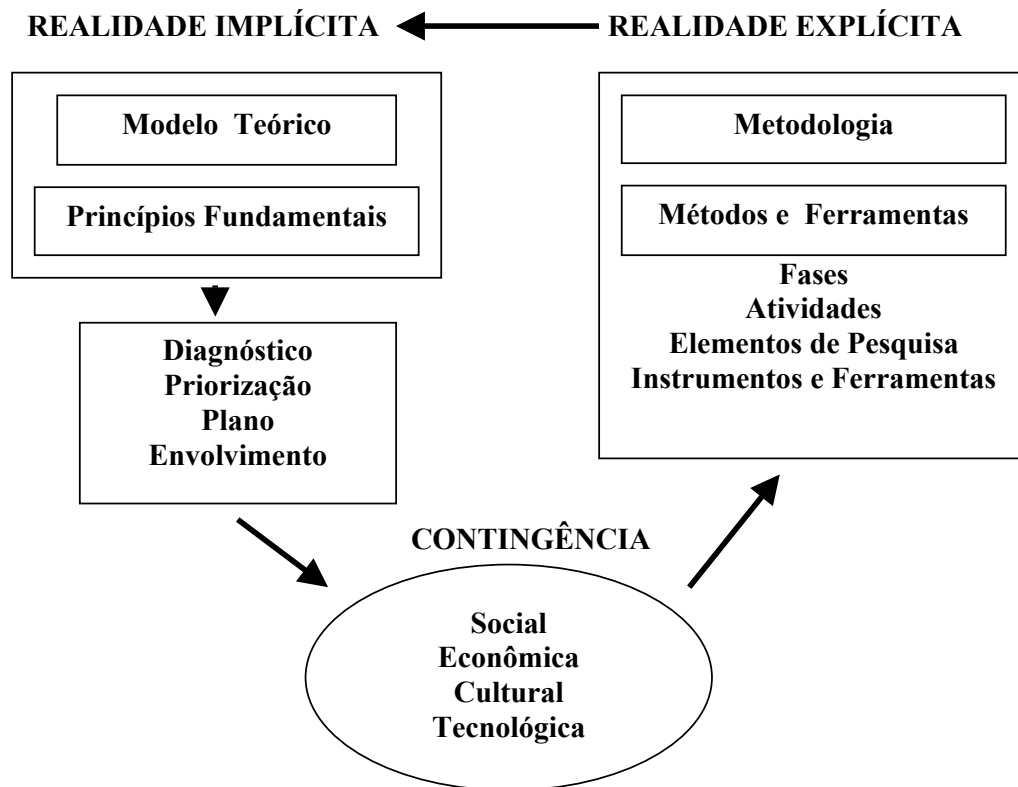 REALIDADE IMPLÍCITA
REALIDADE EXPLÍCITA
Modelo Teórico
Princípios Fundamentais
Metodologia
Métodos e Ferramentas
Fases
Atividades
Elementos de Pesquisa
Instrumentos e Ferramentas
Diagnóstico
Priorização
Plano
Envolvimento
CONTINGÊNCIA
Social
Econômica
Cultural
Tecnológica